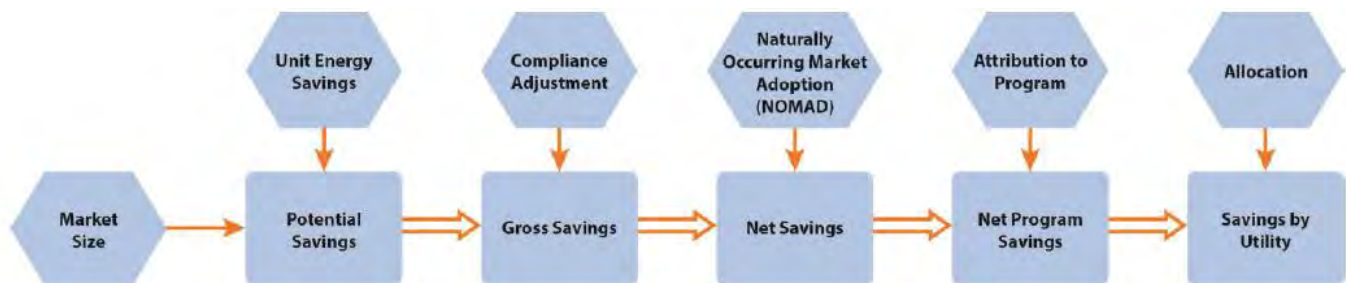 Unit Energy
Savings
Compliance
Adjustment
Naturally
Occurring Market
Adoption
(NOMAD)
Attribution to
Program
Allocation
Market
Size
Potential
Savings
Gross Savings
Net Savings
Net Program
Savings
Savings by
Utility